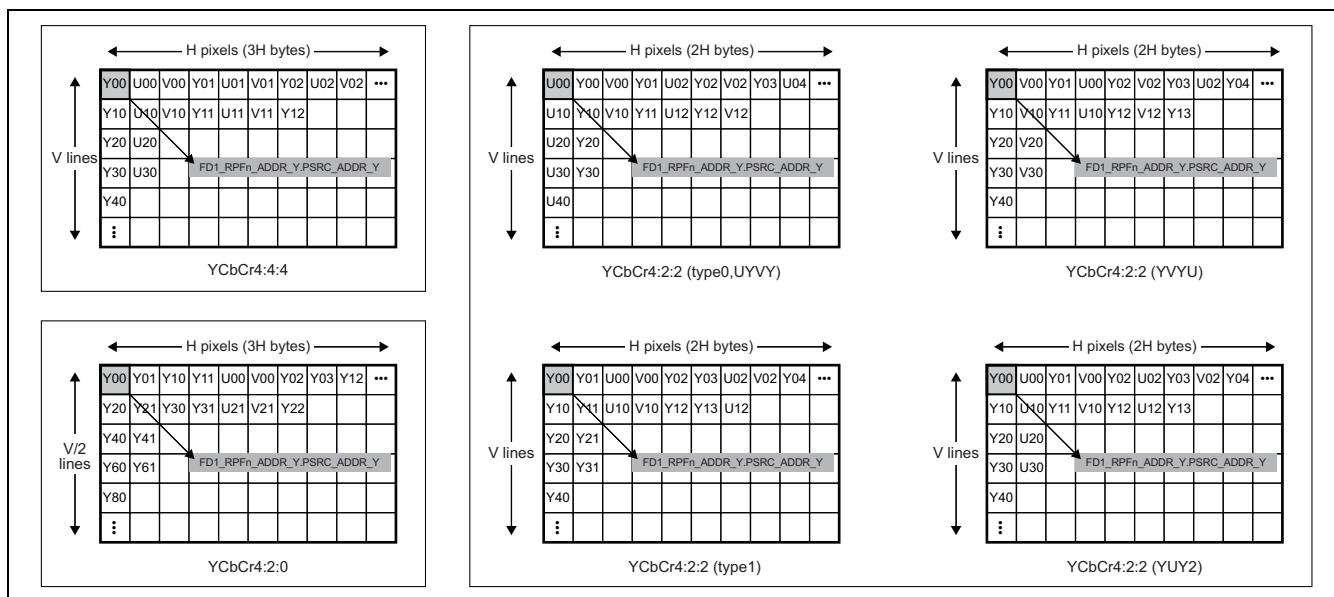 H pixels (3H bytes)
V lines
Y00 U00 V00 Y01 U01 V01 Y02 U02 V02 •••
Y10 U10 V10 Y11 U11 V11 Y12
Y20 U20
Y30 U30 FD1_RPFn_ADDR_Y.PSRC_ADDR_Y
Y40
YCbCr4:4:4
H pixels (2H bytes)
V lines
U00 Y00 V00 Y01 U02 Y02 V02 Y03 U04 •••
U10 Y10 V10 Y11 U12 Y12 V12
U20 Y20
U30 Y30 FD1_RPFn_ADDR_Y.PSRC_ADDR_Y
U40
YCbCr4:2:2 (type0,UYVY)
H pixels (2H bytes)
V lines
Y00 V00 Y01 U00 Y02 V02 Y03 U02 Y04 •••
Y10 V10 Y11 U10 Y12 V12 Y13
Y20 V20
Y30 V30 FD1_RPFn_ADDR_Y.PSRC_ADDR_Y
Y40
YCbCr4:2:2 (YVYU)
H pixels (3H bytes)
V/2
lines
Y00 Y01 Y10 Y11 U00 V00 Y02 Y03 Y12 •••
Y20 Y21 Y30 Y31 U21 V21 Y22
Y40 Y41
Y60 Y61 FD1_RPFn_ADDR_Y.PSRC_ADDR_Y
Y80
YCbCr4:2:0
H pixels (2H bytes)
V lines
Y00 Y01 U00 V00 Y02 Y03 U02 V02 Y04 •••
Y10 Y11 U10 V10 Y12 Y13 U12
Y20 Y21
Y30 Y31 FD1_RPFn_ADDR_Y.PSRC_ADDR_Y
Y40
YCbCr4:2:2 (type1)
H pixels (2H bytes)
V lines
Y00 U00 Y01 V00 Y02 U02 Y03 V02 Y04 •••
Y10 U10 Y11 V10 Y12 U12 Y13
Y20 U20
Y30 U30 FD1_RPFn_ADDR_Y.PSRC_ADDR_Y
Y40
YCbCr4:2:2 (YUY2)